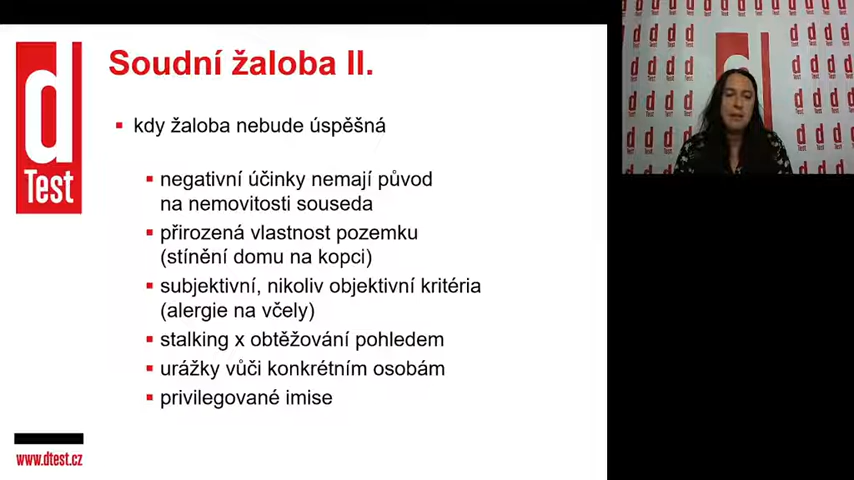 Soudní žaloba II.
kdy žaloba nebude úspěšná
negativní účinky nemají původ
na nemovitosti souseda
přirozená vlastnost pozemku
(stínění domu na kopci)
subjektivní, nikoliv objektivní kritéria
(alergie na včely)
stalking x obtěžování pohledem
urážky vůči konkrétním osobám
privilegované imise
d
Test
www.dtest.cz